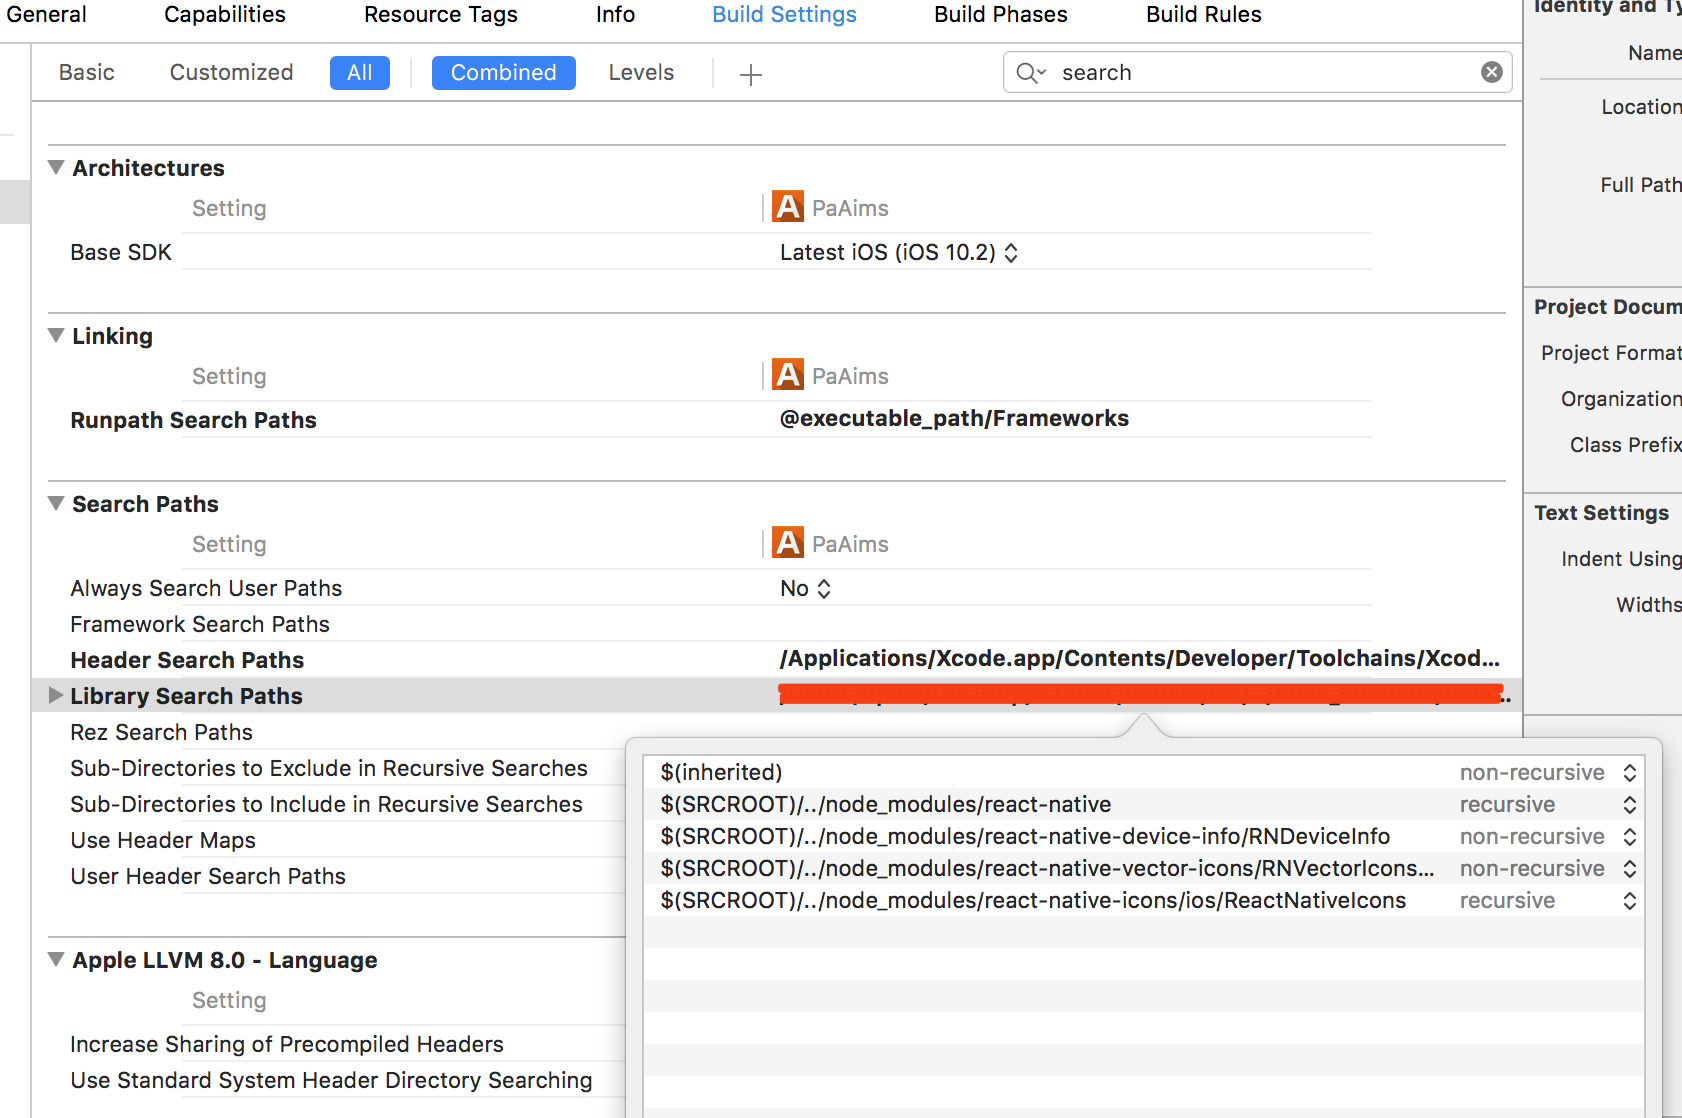 General Capabilities Resource Tags Info Build Settings Build Phases Build Rules
Basic Customized All Combined Levels + search
Architectures
Setting A PaAims
Base SDK Latest iOS (iOS 10.2)
Linking
Setting A PaAims
Runpath Search Paths @executable_path/Frameworks
Search Paths
Setting A PaAims
Always Search User Paths No
Framework Search Paths
Header Search Paths /Applications/Xcode.app/Contents/Developer/Toolchains/Xcod...
Library Search Paths
Rez Search Paths
Sub-Directories to Exclude in Recursive Searches
Sub-Directories to Include in Recursive Searches
Use Header Maps
User Header Search Paths
Apple LLVM 8.0 - Language
Setting
Increase Sharing of Precompiled Headers
Use Standard System Header Directory Searching
$(inherited) non-recursive
$(SRCROOT)/../node_modules/react-native recursive
$(SRCROOT)/../node_modules/react-native-device-info/RNDeviceInfo non-recursive
$(SRCROOT)/../node_modules/react-native-vector-icons/RNVectorIcons... non-recursive
$(SRCROOT)/../node_modules/react-native-icons/ios/ReactNativeIcons recursive
Identity and Ty
Name
Location
Full Path
Project Docum
Project Format
Organization
Class Prefix
Text Settings
Indent Using
Widths